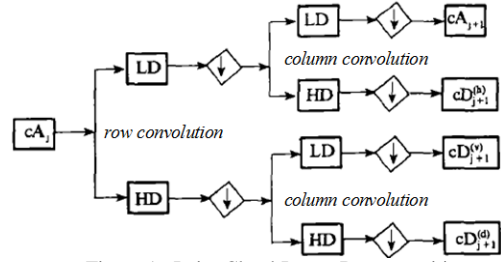 LD
cA_{j+1}
column convolution
LD
HD
cD_{j+1}^{(h)}
cA_j
row convolution
LD
cD_{j+1}^{(v)}
HD
column convolution
HD
cD_{j+1}^{(d)}